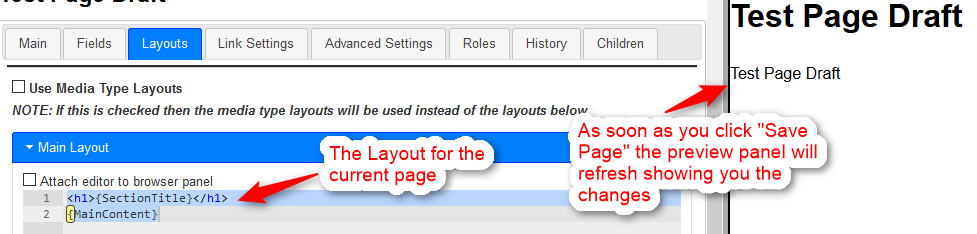 Test Page Draft
Test Page Draft
Main Fields Layouts Link Settings Advanced Settings Roles History Children
Use Media Type Layouts
NOTE: If this is checked then the media type layouts will be used instead of the layouts below
Main Layout
Attach editor to browser panel
1 <h1>{SectionTitle}</h1>
2 {MainContent}
The Layout for the
current page
Test Page Draft
As soon as you click "Save
Page" the preview panel will
refresh showing you the
changes